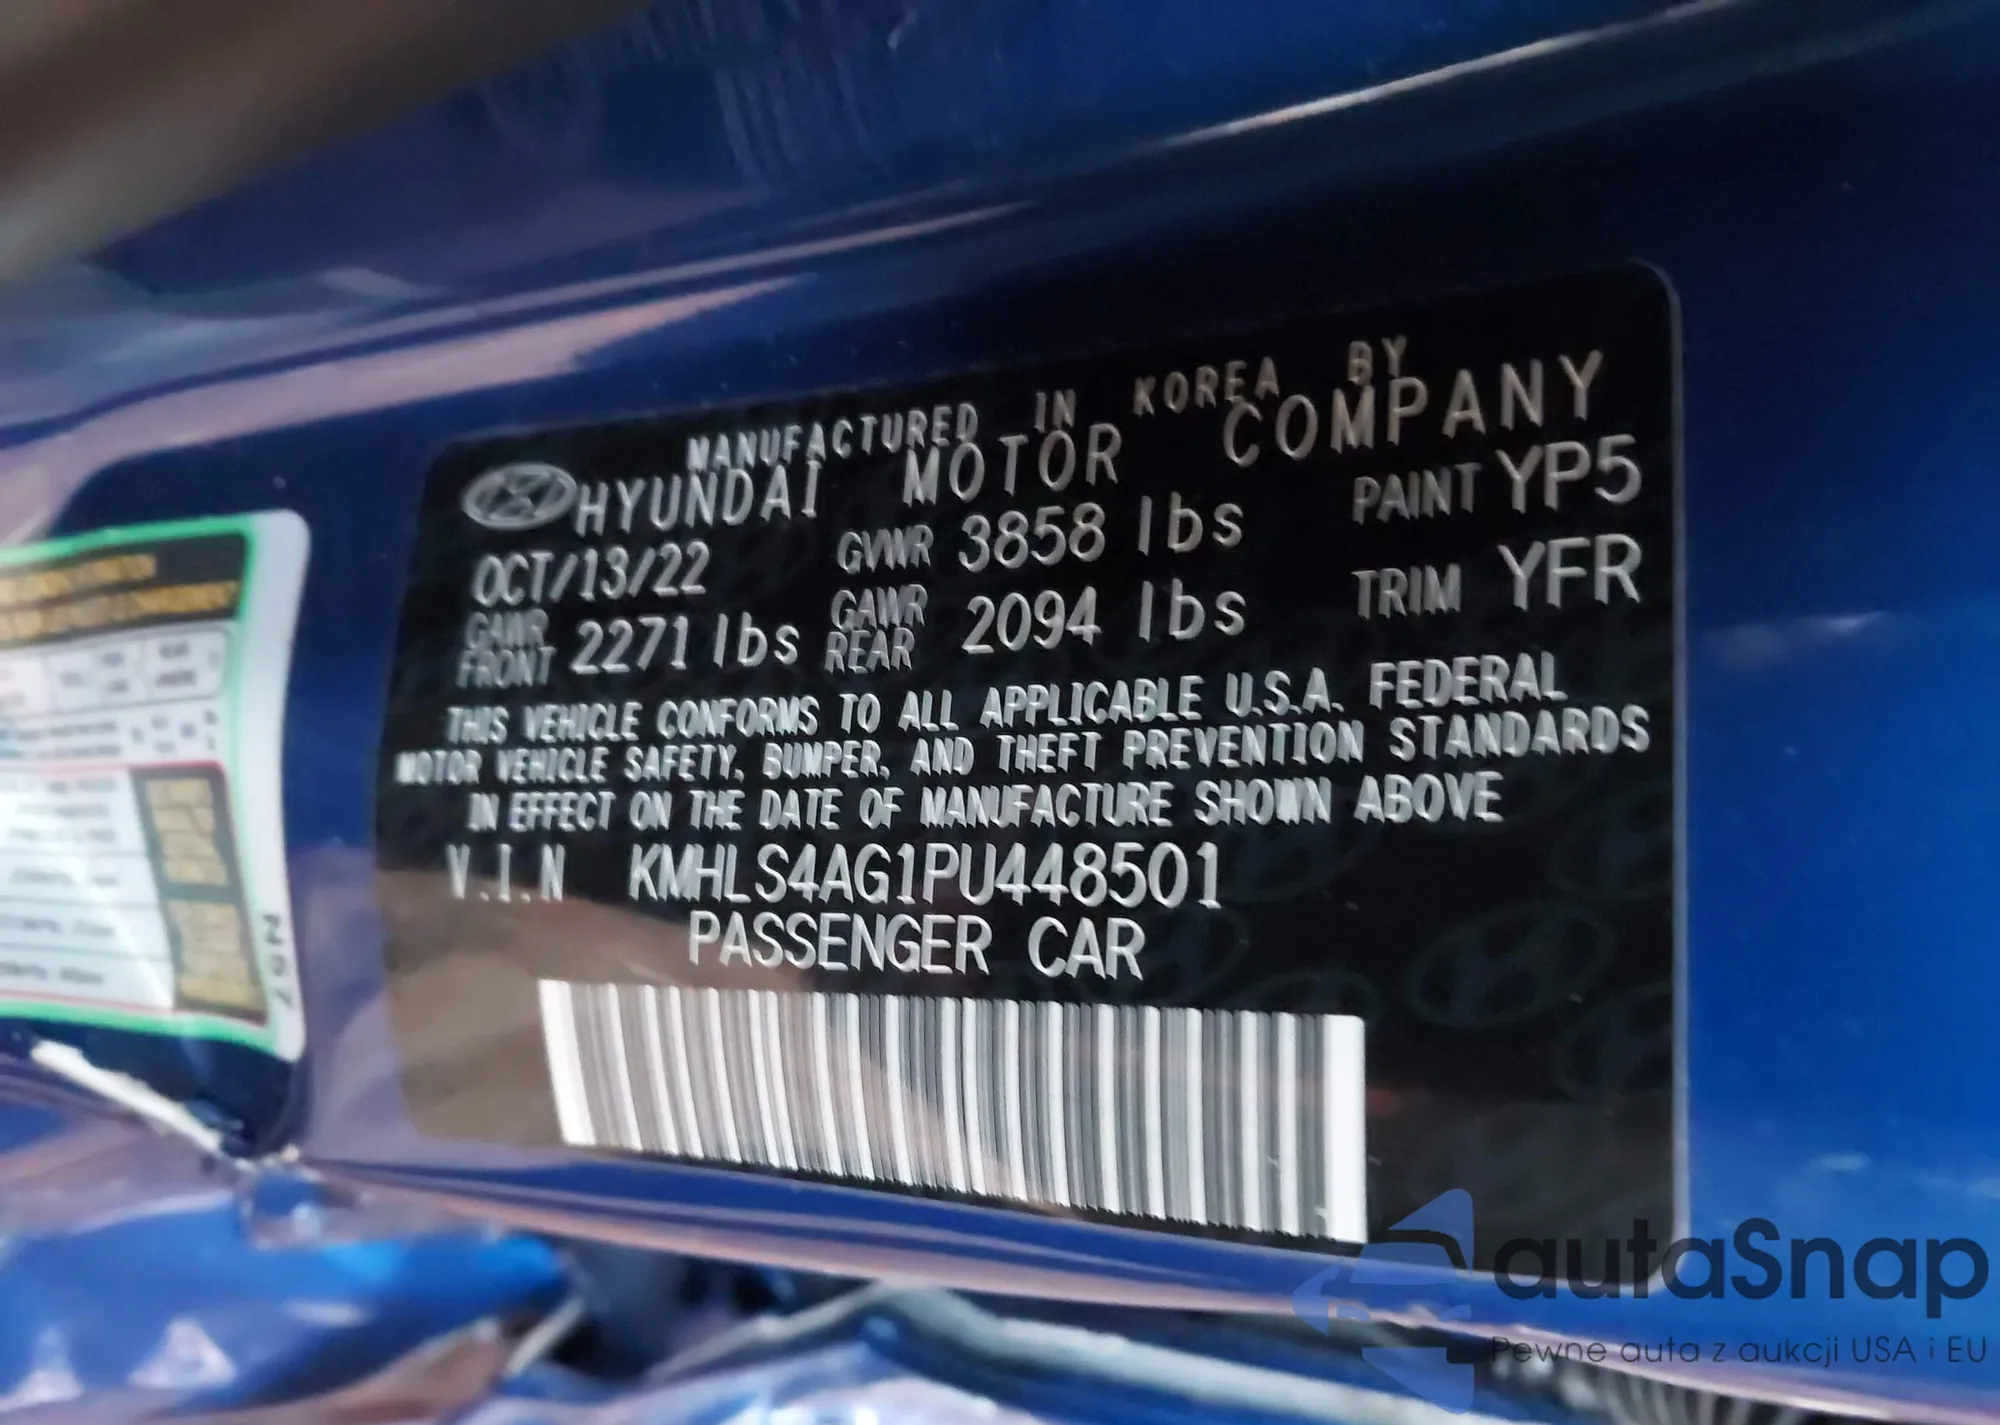 MANUFACTURED IN KOREA BY
HYUNDAI MOTOR COMPANY
OCT/13/22 GVWR 3858 lbs PAINT YP5
GAWR FRONT 2271 lbs GAWR REAR 2094 lbs TRIM YFR
THIS VEHICLE CONFORMS TO ALL APPLICABLE U.S.A. FEDERAL
MOTOR VEHICLE SAFETY, BUMPER, AND THEFT PREVENTION STANDARDS
IN EFFECT ON THE DATE OF MANUFACTURE SHOWN ABOVE
V.I.N KMHLS4AG1PU448501
PASSENGER CAR
autaSnap
Pewne auta z aukcji USA i EU